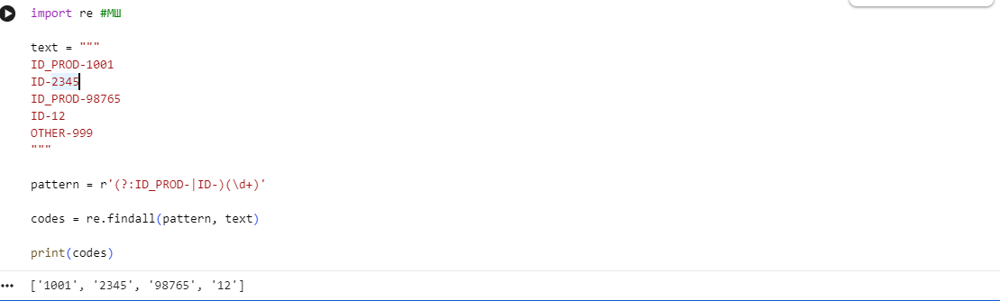 import re #МШ
text = """
ID_PROD-1001
ID-2345
ID_PROD-98765
ID-12
OTHER-999
"""
pattern = r'(?:ID_PROD-|ID-)(\d+)'
codes = re.findall(pattern, text)
print(codes)
['1001', '2345', '98765', '12']